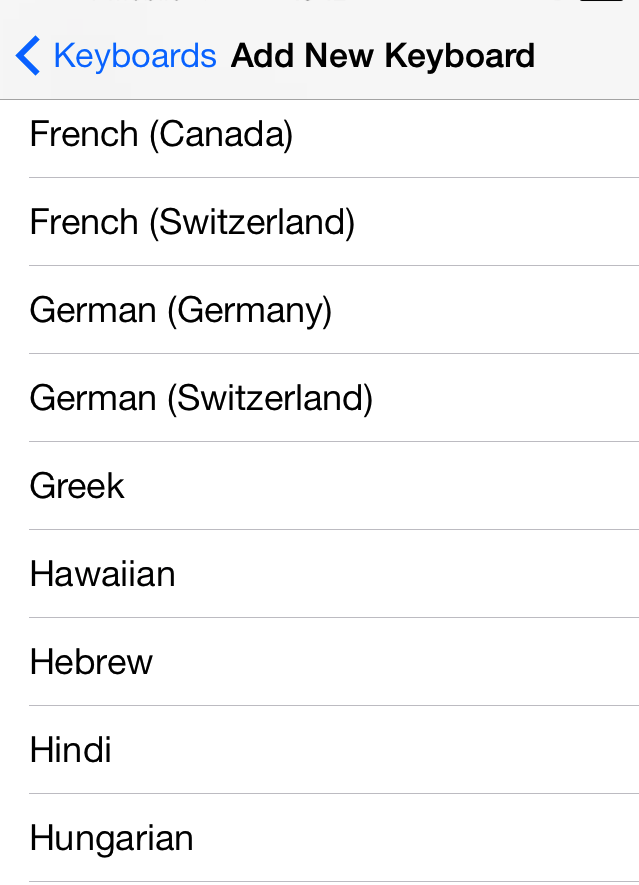 Keyboards Add New Keyboard
French (Canada)
French (Switzerland)
German (Germany)
German (Switzerland)
Greek
Hawaiian
Hebrew
Hindi
Hungarian